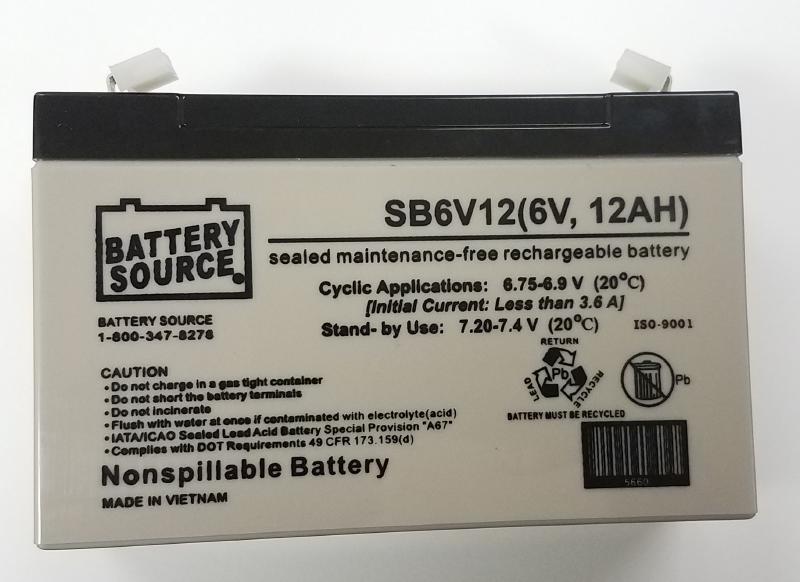 BATTERY
SOURCE.
SB6V12(6V, 12AH)
sealed maintenance-free rechargeable battery
Cyclic Applications: 6.75-6.9 V (20°C)
[Initial Current: Less than 3.6 A]
Stand- by Use: 7.20-7.4 V (20°C)
ISO-9001
BATTERY SOURCE
1-800-347-8278
CAUTION
• Do not charge in a gas tight container
• Do not short the battery terminals
• Do not incinerate
• Flush with water at once if contaminated with electrolyte(acid)
• IATA/ICAO Sealed Lead Acid Battery Special Provision "A67"
• Complies with DOT Requirements 49 CFR 173.159(d)
Nonspillable Battery
MADE IN VIETNAM
RETURN
LEAD
Pb
RECYCLE
Pb
BATTERY MUST BE RECYCLED
5660